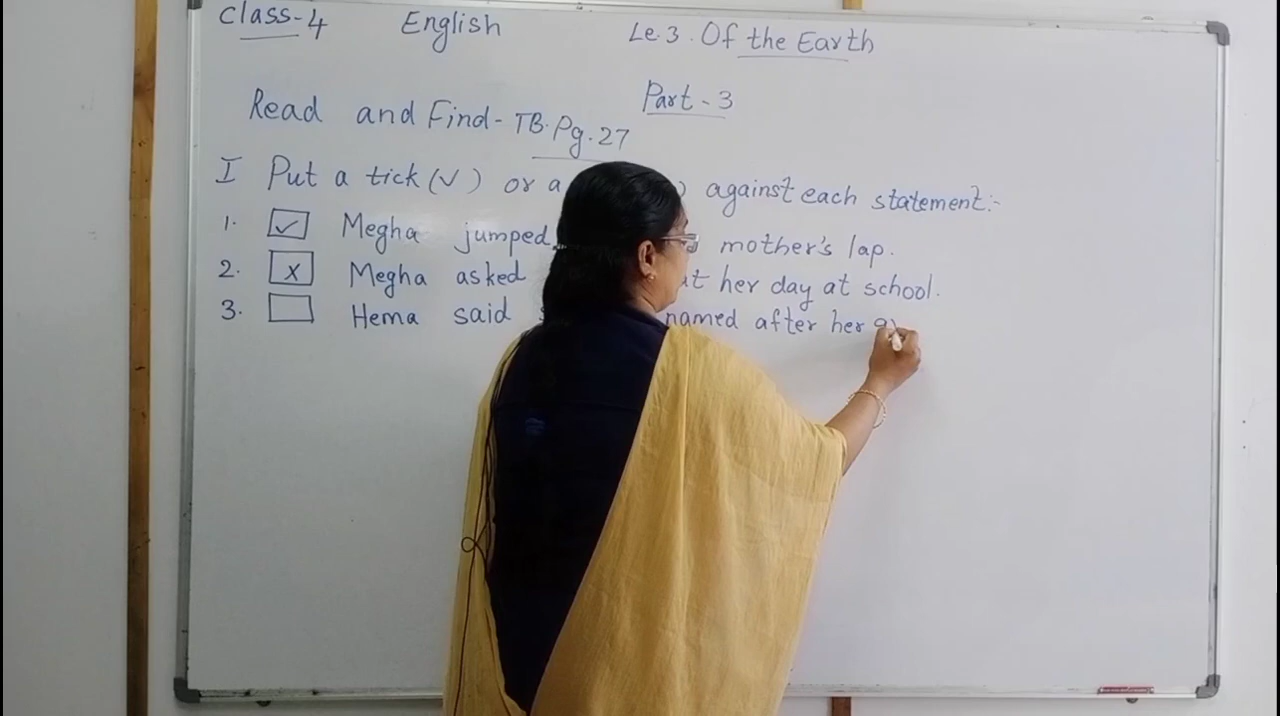 Class-4 English Le.3. Of the Earth
Part-3
Read and Find- TB. Pg. 27
I Put a tick (✓) or a ) against each statement:-
1. ✓ Megha jumped mother's lap.
2. x Megha asked her day at school.
3. Hema said named after her